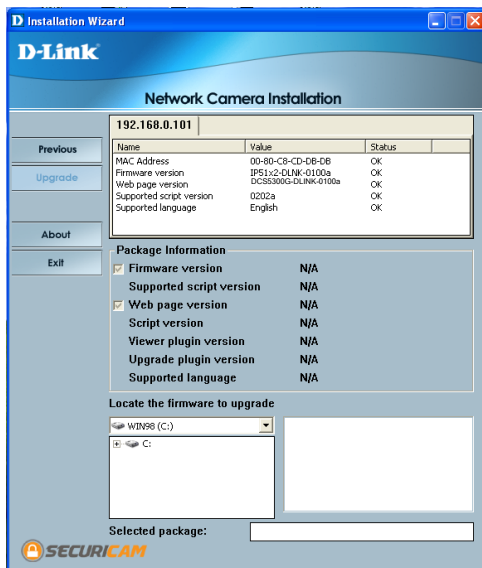 D Installation Wizard
D-Link
Network Camera Installation
192.168.0.101
Previous
Upgrade
About
Exit
Name Value Status
MAC Address 00-80-C8-CD-DB-DB OK
Firmware version IP51x2-DLNK-0100a OK
Web page version DCS5300G-DLINK-0100a OK
Supported script version 0202a OK
Supported language English OK
Package Information
Firmware version N/A
Supported script version N/A
Web page version N/A
Script version N/A
Viewer plugin version N/A
Upgrade plugin version N/A
Supported language N/A
Locate the firmware to upgrade
WIN98 (C:)
C:
Selected package:
SECURICAM